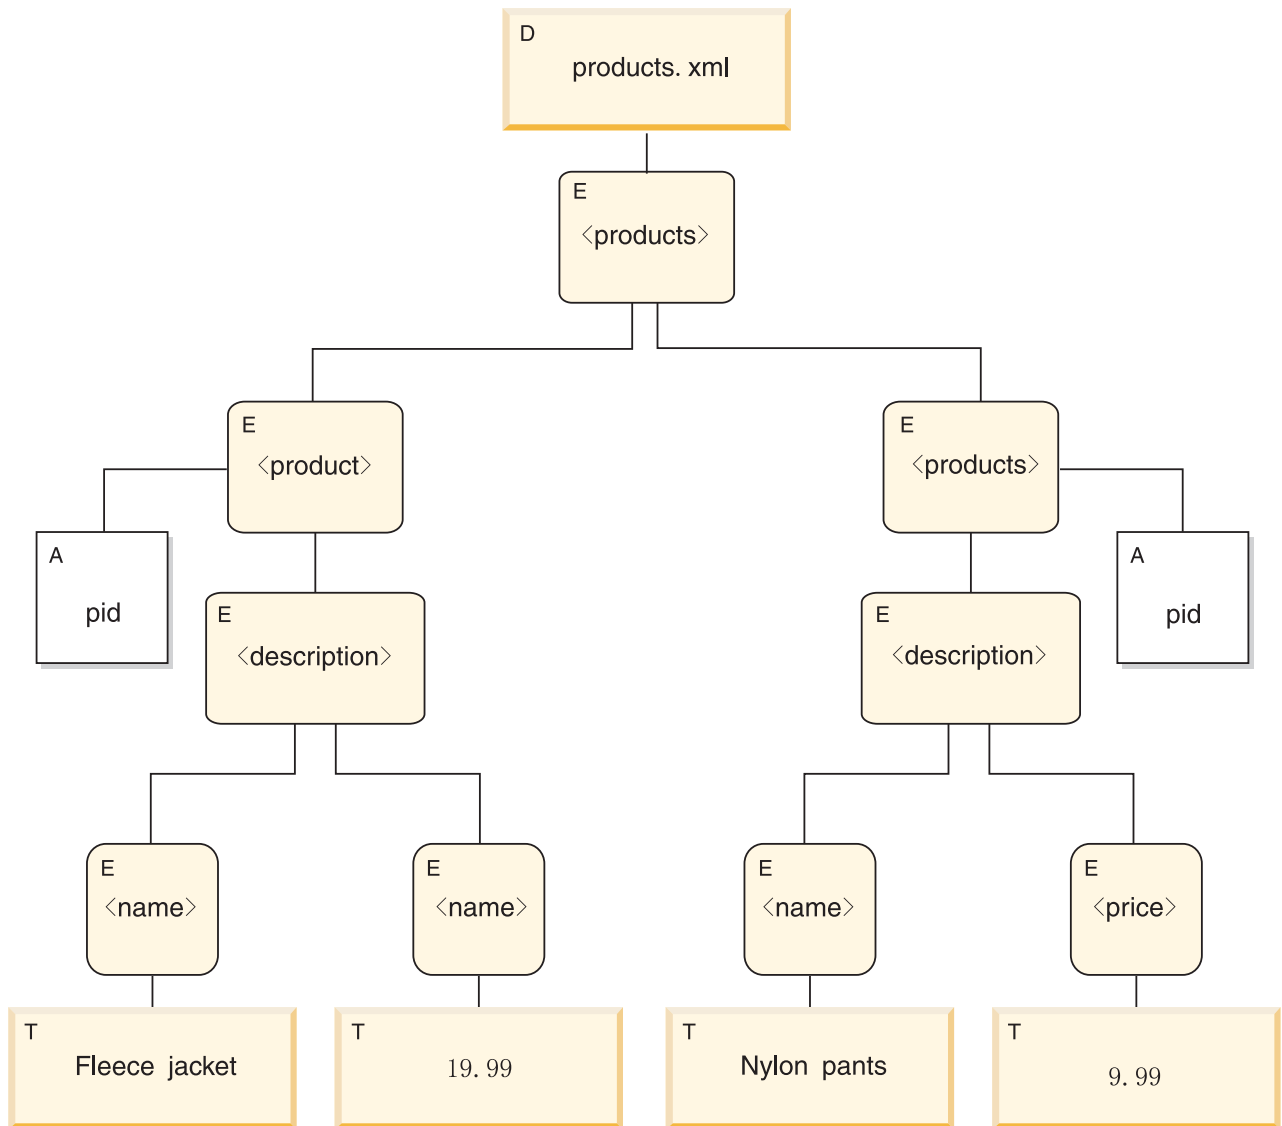 D
products. xml
E
<products>
E
<product>
E
<products>
A
pid
A
pid
E
<description>
E
<description>
E
<name>
E
<name>
E
<name>
E
<price>
T
Fleece jacket
T
19. 99
T
Nylon pants
T
9. 99